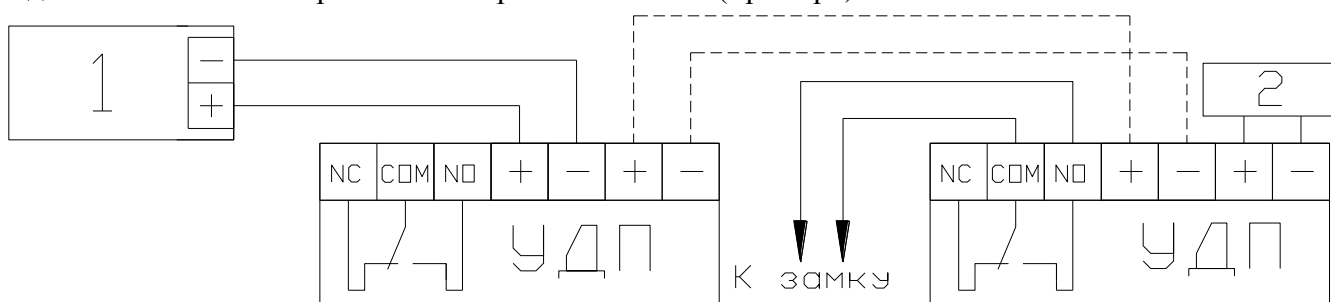 1
−
+
2
NC COM NO + − + −
NC COM NO + − + −
УДП
УДП
К замку